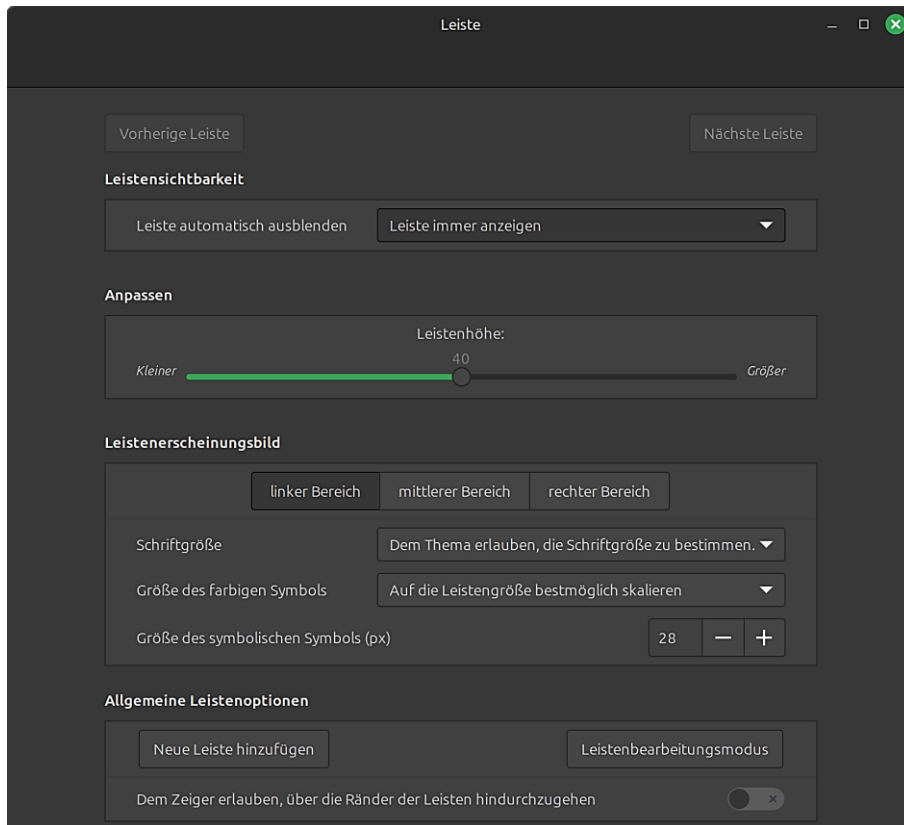 Leiste
Vorherige Leiste
Nächste Leiste
Leistensichtbarkeit
Leiste automatisch ausblenden
Leiste immer anzeigen
Anpassen
Leistenhöhe:
40
Kleiner
Größer
Leistenerscheinungsbild
linker Bereich
mittlerer Bereich
rechter Bereich
Schriftgröße
Dem Thema erlauben, die Schriftgröße zu bestimmen.
Größe des farbigen Symbols
Auf die Leistengröße bestmöglich skalieren
Größe des symbolischen Symbols (px)
28
Allgemeine Leistenoptionen
Neue Leiste hinzufügen
Leistenbearbeitungsmodus
Dem Zeiger erlauben, über die Ränder der Leisten hindurchzugehen